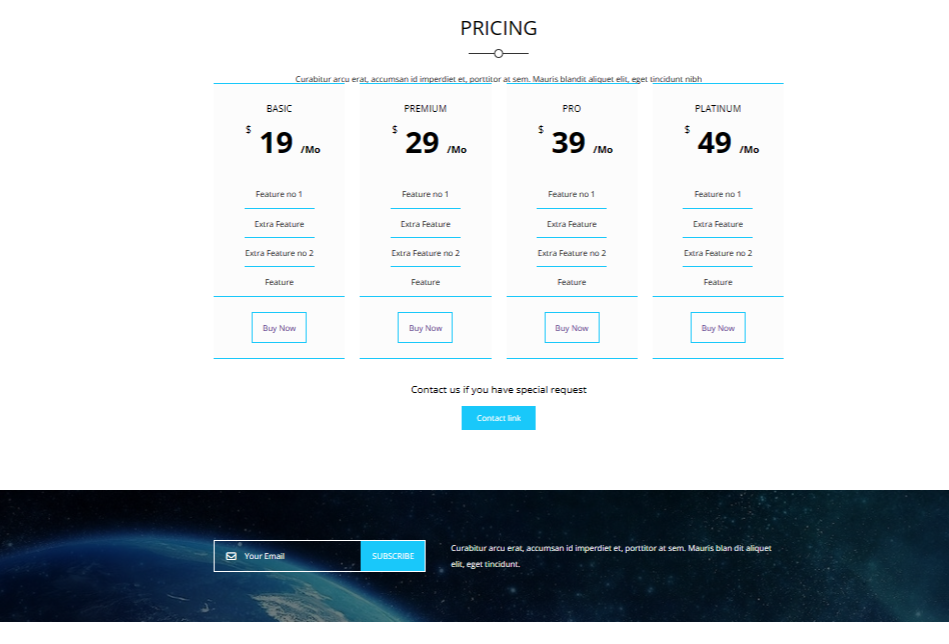 PRICING
Curabitur arcu erat, accumsan id imperdiet et, porttitor at sem. Mauris blandit aliquet elit, eget tincidunt nibh
BASIC
$ 19 /Mo
Feature no 1
Extra Feature
Extra Feature no 2
Feature
Buy Now
PREMIUM
$ 29 /Mo
Feature no 1
Extra Feature
Extra Feature no 2
Feature
Buy Now
PRO
$ 39 /Mo
Feature no 1
Extra Feature
Extra Feature no 2
Feature
Buy Now
PLATINUM
$ 49 /Mo
Feature no 1
Extra Feature
Extra Feature no 2
Feature
Buy Now
Contact us if you have special request
Contact link
Your Email
SUBSCRIBE
Curabitur arcu erat, accumsan id imperdiet et, porttitor at sem. Mauris blan dit aliquet
elit, eget tincidunt.